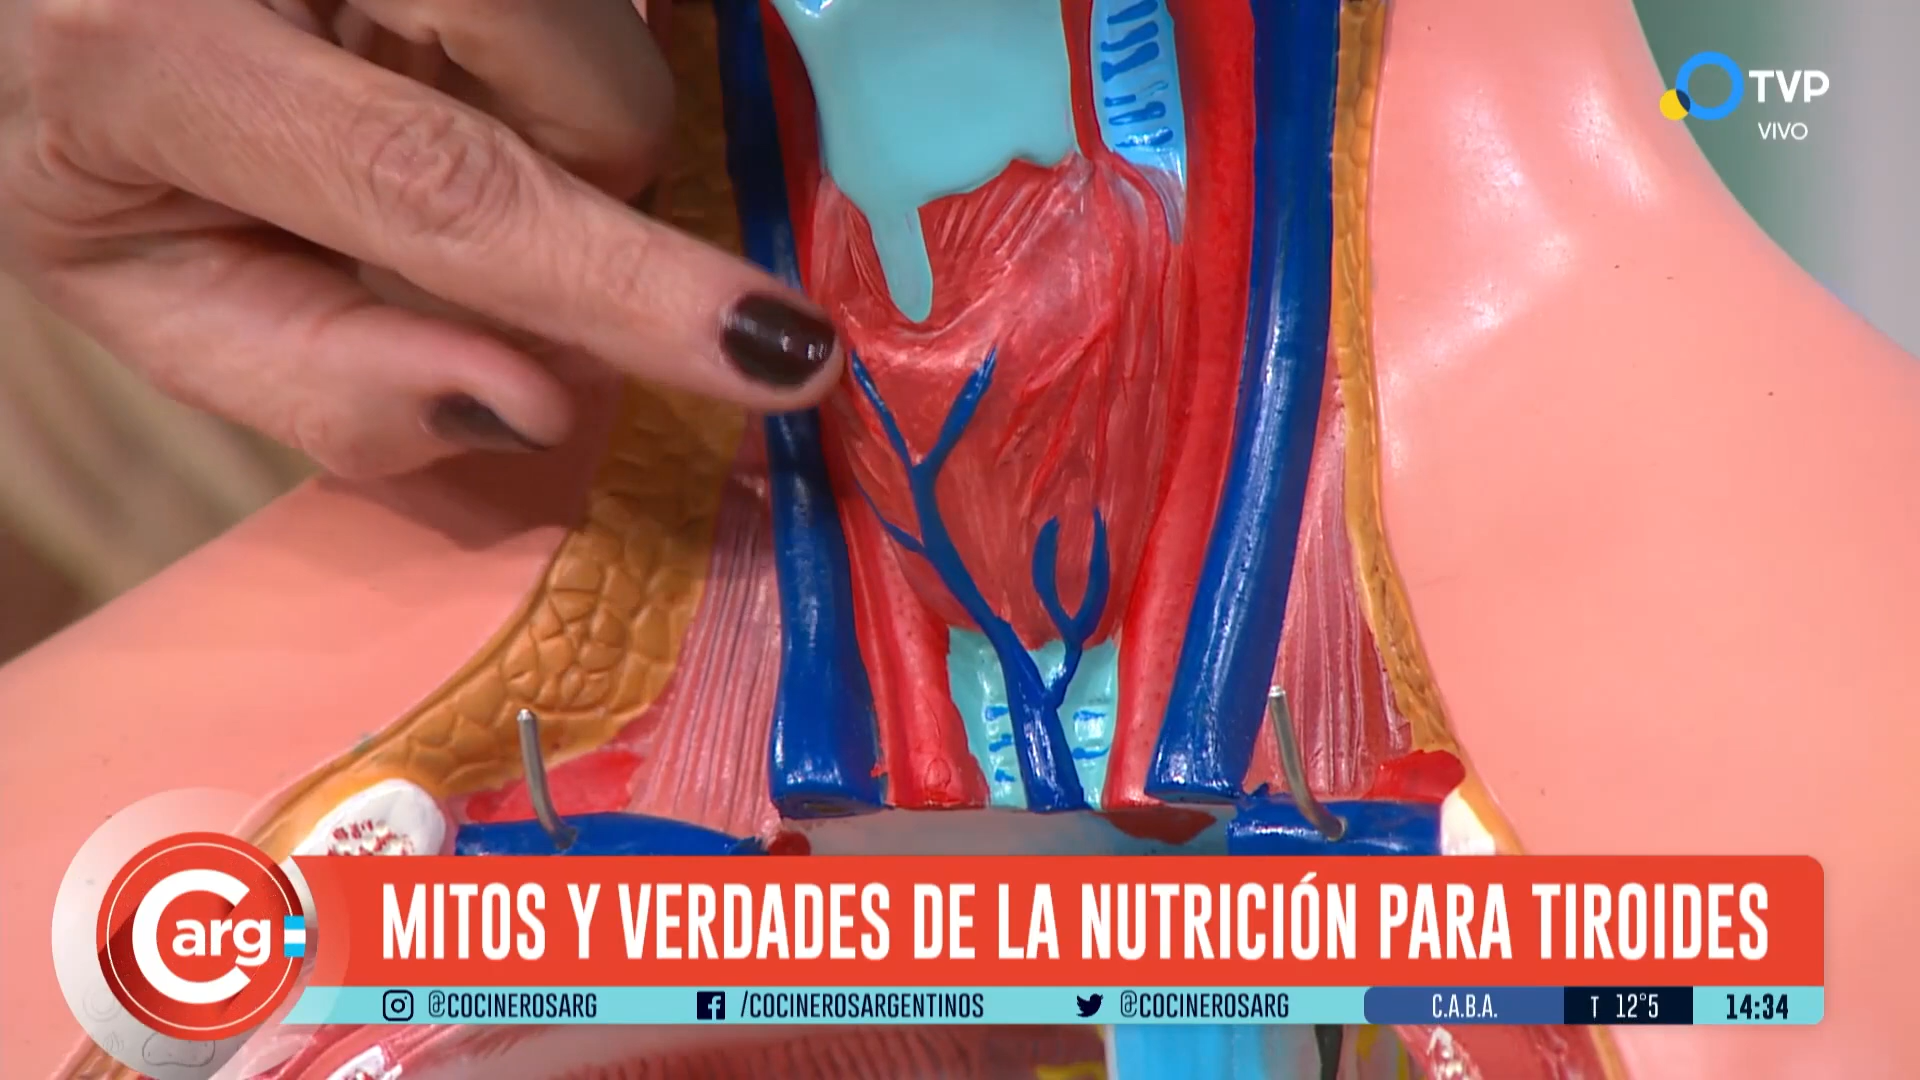 TVP
VIVO
arg
MITOS Y VERDADES DE LA NUTRICIÓN PARA TIROIDES
@COCINEROSARG /COCINEROSARGENTINOS @COCINEROSARG C.A.B.A. T 12°5 14:34